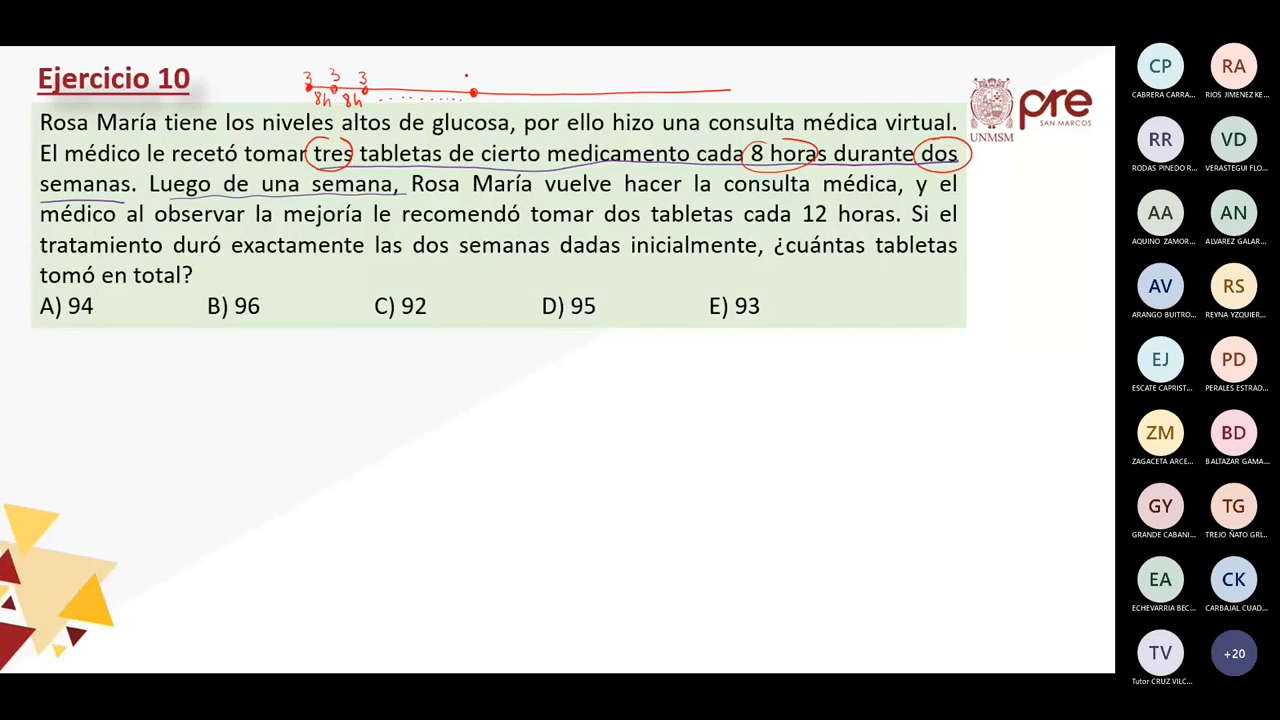 Ejercicio 10
3 3 3
8h 8h
Rosa María tiene los niveles altos de glucosa, por ello hizo una consulta médica virtual.
El médico le recetó tomar tres tabletas de cierto medicamento cada 8 horas durante dos
semanas. Luego de una semana, Rosa María vuelve hacer la consulta médica, y el
médico al observar la mejoría le recomendó tomar dos tabletas cada 12 horas. Si el
tratamiento duró exactamente las dos semanas dadas inicialmente, ¿cuántas tabletas
tomó en total?
A) 94 B) 96 C) 92 D) 95 E) 93
UNMSM
pre
SAN MARCOS
CP RA
CABRERA CARRA... RIOS JIMENEZ KE...
RR VD
RODAS PINEDO R... VERASTEGUI FLO...
AA AN
AQUINO ZAMOR... ALVAREZ GALAR...
AV RS
ARANGO BUITRO... REYNA YZQUIER...
EJ PD
ESCATE CAPRIST... PERALES ESTRAD...
ZM BD
ZAGACETA ARCE... BALTAZAR GAMA...
GY TG
GRANDE CABANI... TREJO ÑATO GRL...
EA CK
ECHEVARRIA BEC... CARBAJAL CUAD...
TV +20
Tutor CRUZ VILC...